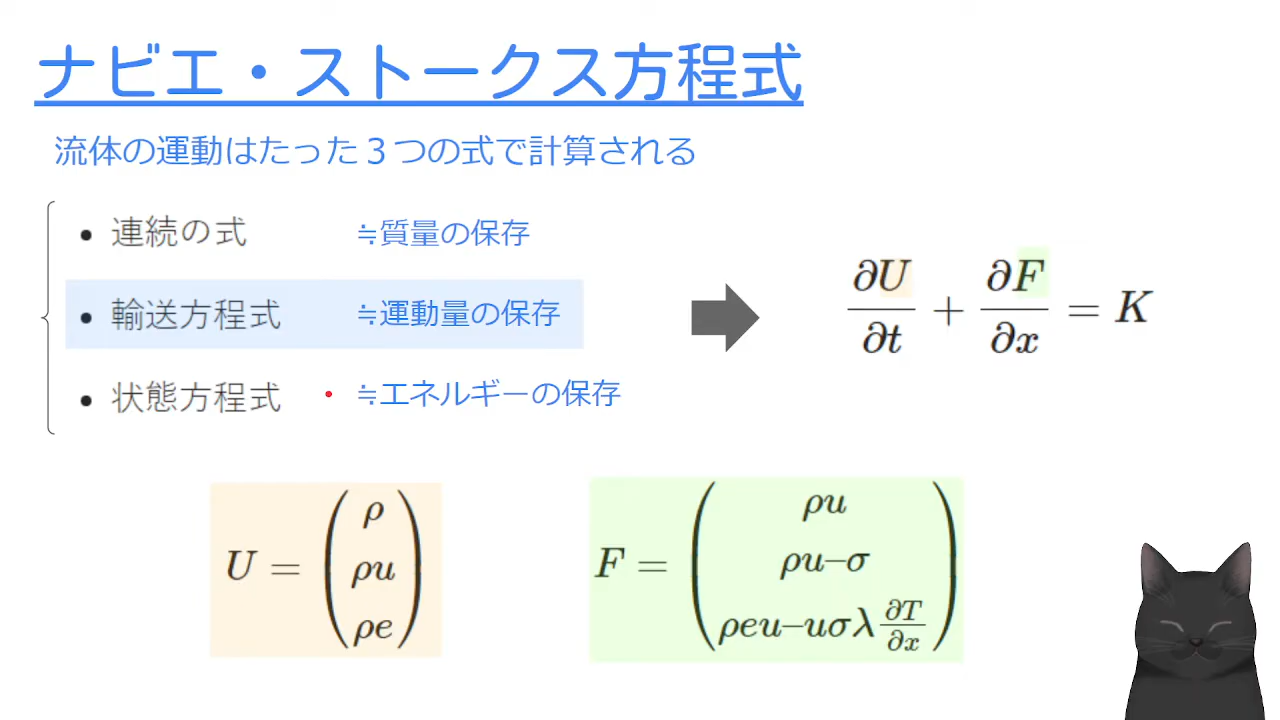 ナビエ・ストークス方程式
流体の運動はたった３つの式で計算される
• 連続の式 ≒質量の保存
• 輸送方程式 ≒運動量の保存
• 状態方程式 ≒エネルギーの保存
∂U/∂t + ∂F/∂x = K
U = (ρ
ρu
ρe)
F = (ρu
ρu–σ
ρeu–uσλ ∂T/∂x)